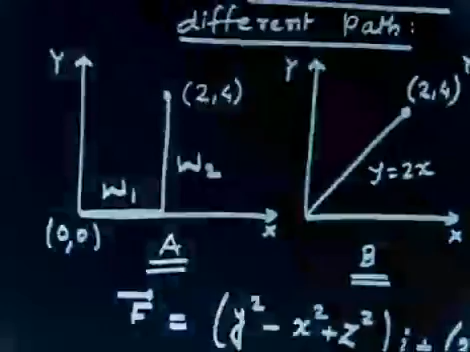 different Path:
Y Y Y
(2,4) (2,4)
W₂ y=2x
W₁
(0,0) x x
A B
F⃗ = (y² - x² + z²) i + (